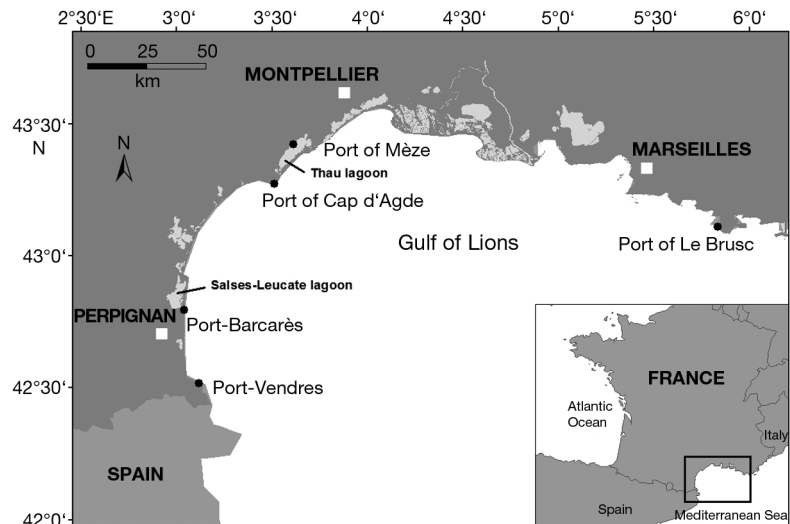 2°30‘E 3°0‘ 3°30‘ 4°0‘ 4°30‘ 5°0‘ 5°30‘ 6°0‘
0 25 50
km
MONTPELLIER
43°30‘
N
N
Port of Mèze
MARSEILLES
Thau lagoon
Port of Cap d‘Agde
43°0‘
Gulf of Lions
Port of Le Brusc
Salses-Leucate lagoon
PERPIGNAN
Port-Barcarès
42°30‘
Port-Vendres
FRANCE
Atlantic
Ocean
Italy
SPAIN
Spain
Mediterranean Sea
42°0‘